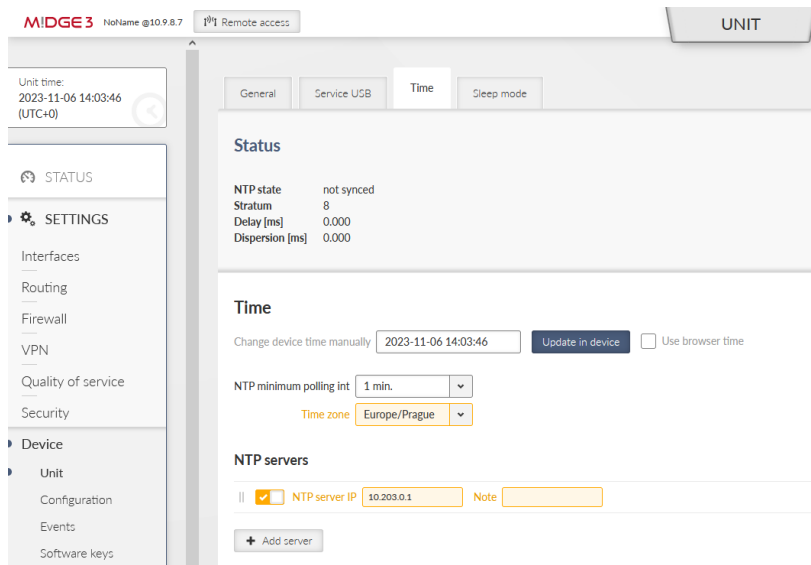 M!DGE3 NoName @10.9.8.7 Remote access
UNIT
Unit time:
2023-11-06 14:03:46
(UTC+0)
STATUS
SETTINGS
Interfaces
Routing
Firewall
VPN
Quality of service
Security
Device
Unit
Configuration
Events
Software keys
General Service USB Time Sleep mode
Status
NTP state not synced
Stratum 8
Delay [ms] 0.000
Dispersion [ms] 0.000
Time
Change device time manually 2023-11-06 14:03:46 Update in device Use browser time
NTP minimum polling int 1 min.
Time zone Europe/Prague
NTP servers
NTP server IP 10.203.0.1 Note
+ Add server